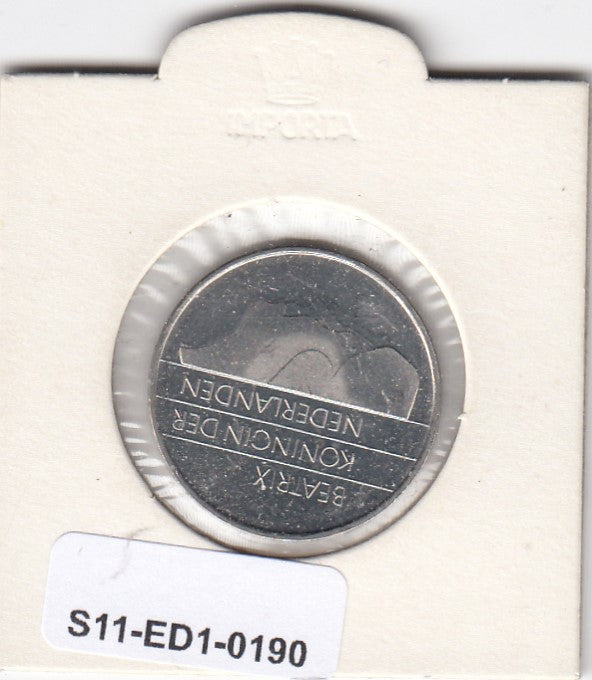 IMPORTA
BEATRIX
KONINGIN DER
NEDERLANDEN
S11-ED1-0190